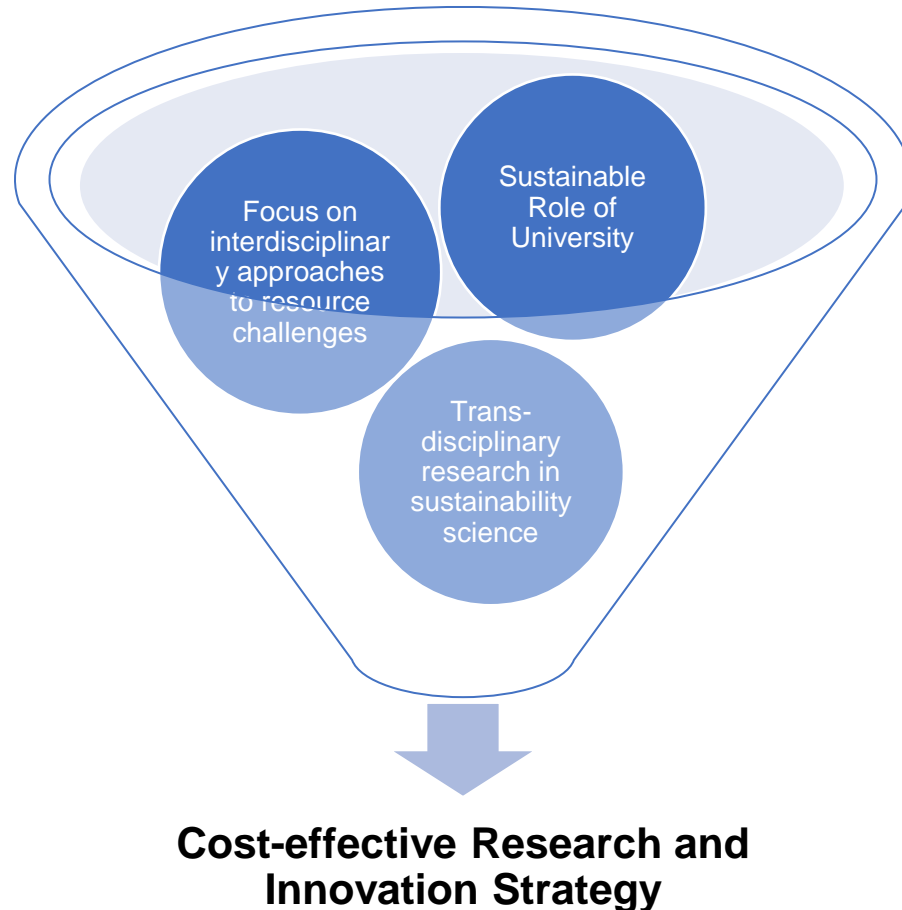 Focus on
interdisciplinar
y approaches
to resource
challenges
Sustainable
Role of
University
Trans-
disciplinary
research in
sustainability
science
Cost-effective Research and
Innovation Strategy